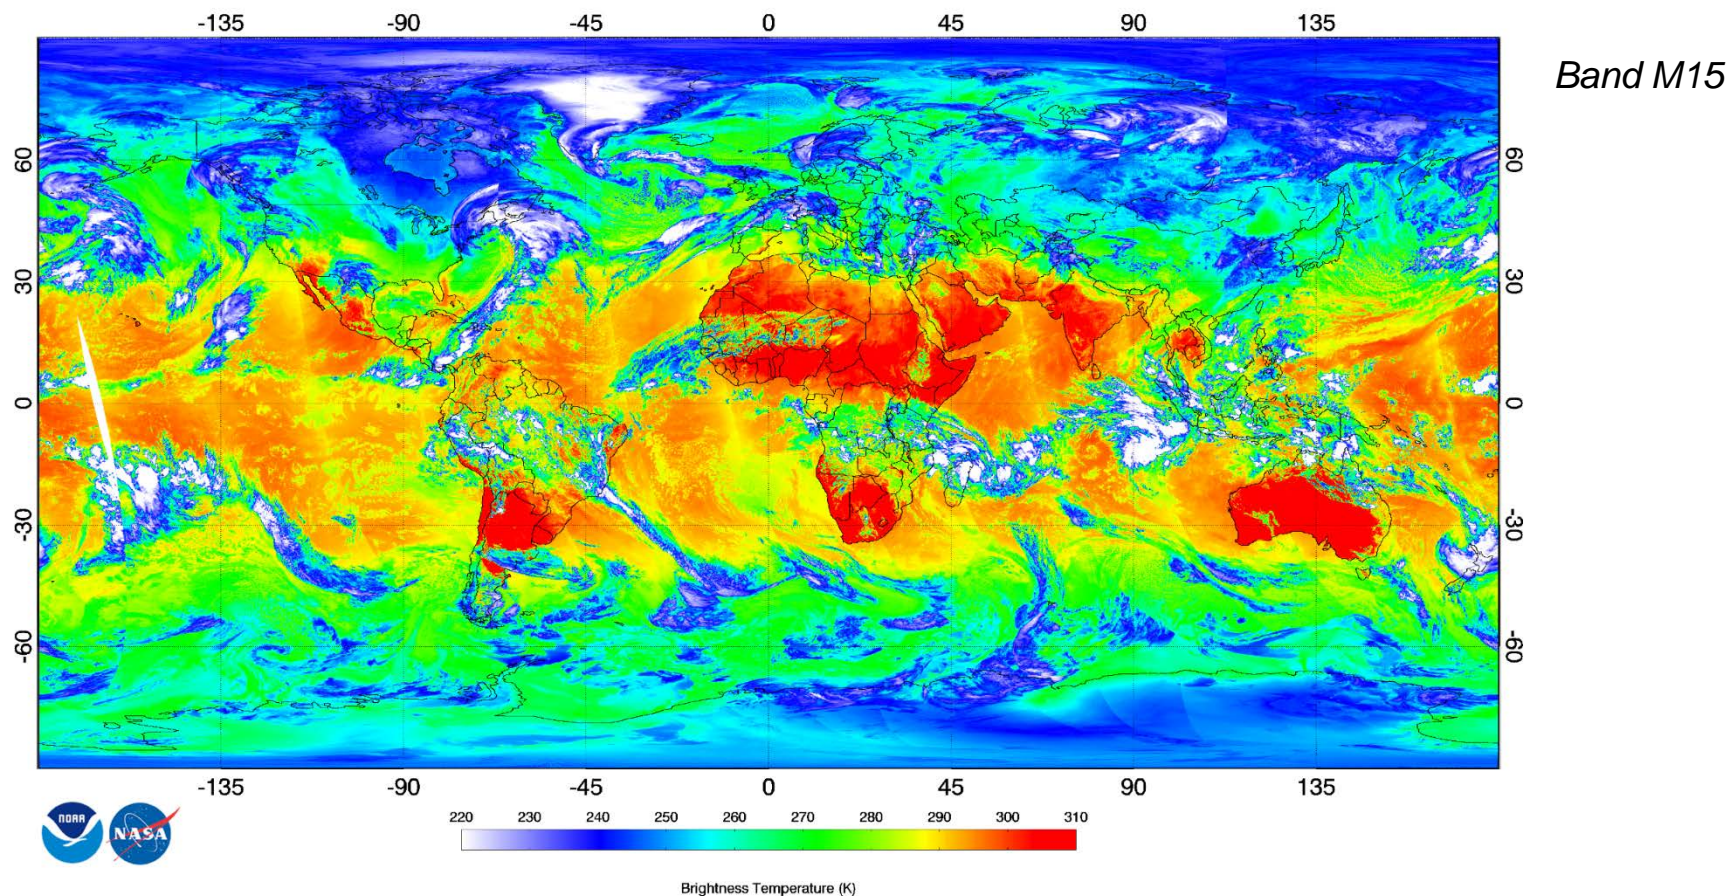 -135 -90 -45 0 45 90 135
Band M15
60 60
30 30
0 0
-30 -30
-60 -60
-135 -90 -45 0 45 90 135
NOAA NASA
220 230 240 250 260 270 280 290 300 310
Brightness Temperature (K)